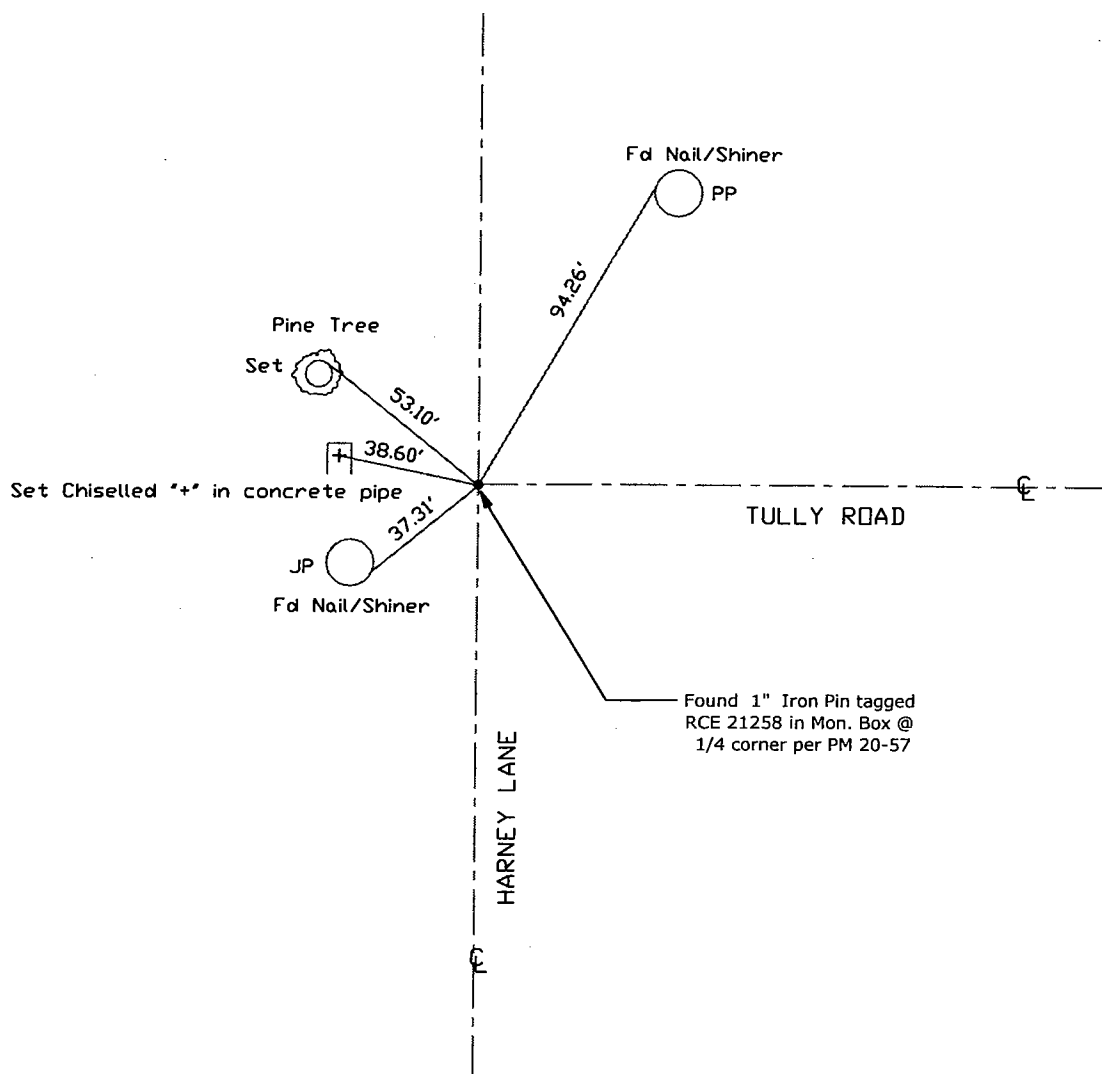 Fd Nail/Shiner
PP
94.26'
Pine Tree
Set
53.10'
38.60'
Set Chiselled "+" in concrete pipe
37.31'
JP
Fd Nail/Shiner
℄
TULLY ROAD
Found 1" Iron Pin tagged
RCE 21258 in Mon. Box @
1/4 corner per PM 20-57
HARNEY LANE
℄